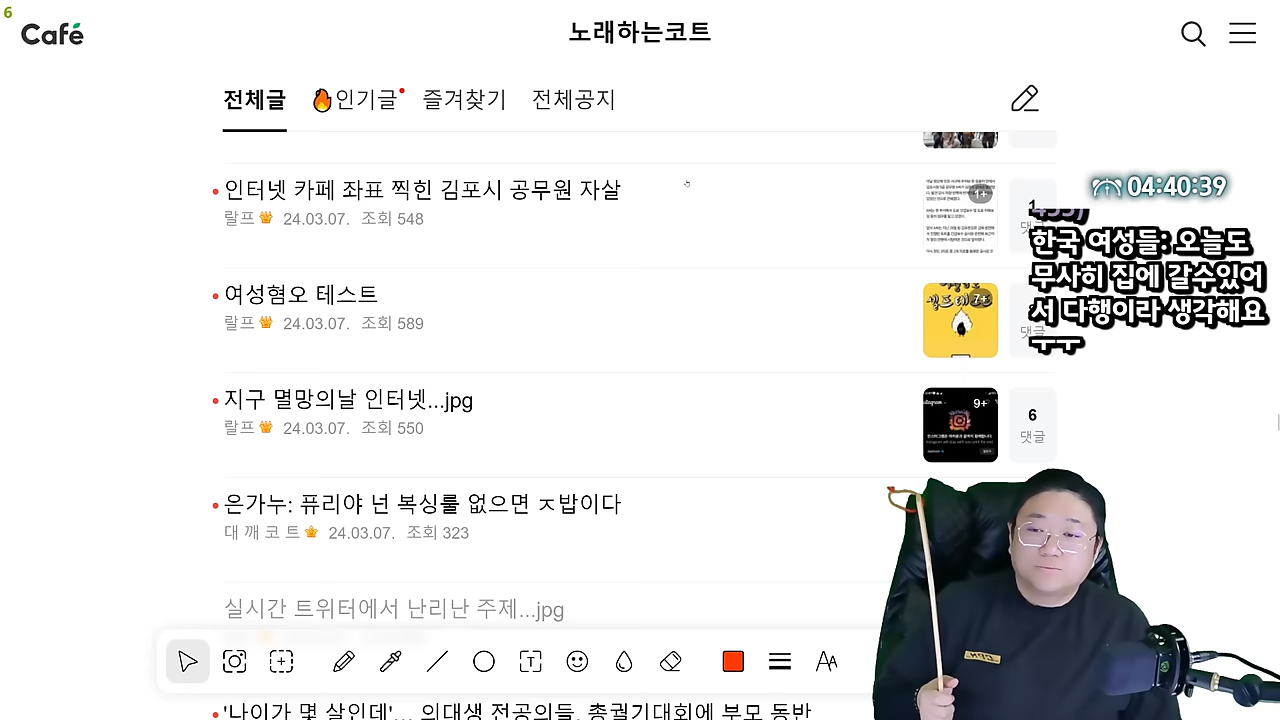 6
Café
노래하는코트
전체글
인기글
즐겨찾기
전체공지
인터넷 카페 좌표 찍힌 김포시 공무원 자살
랄프 24.03.07. 조회 548
04:40:39
한국 여성들: 오늘도
무사히 집에 갈수있어
서 다행이라 생각해요
ㅜㅜ
여성혐오 테스트
랄프 24.03.07. 조회 589
7+
지구 멸망의날 인터넷...jpg
랄프 24.03.07. 조회 550
9+
6
댓글
은가누: 퓨리야 넌 복싱룰 없으면 ㅈ밥이다
대 깨 코 트 24.03.07. 조회 323
실시간 트위터에서 난리난 주제...jpg
'나이가 몇 살인데'... 의대생 전공의들, 총궐기대회에 부모 동반